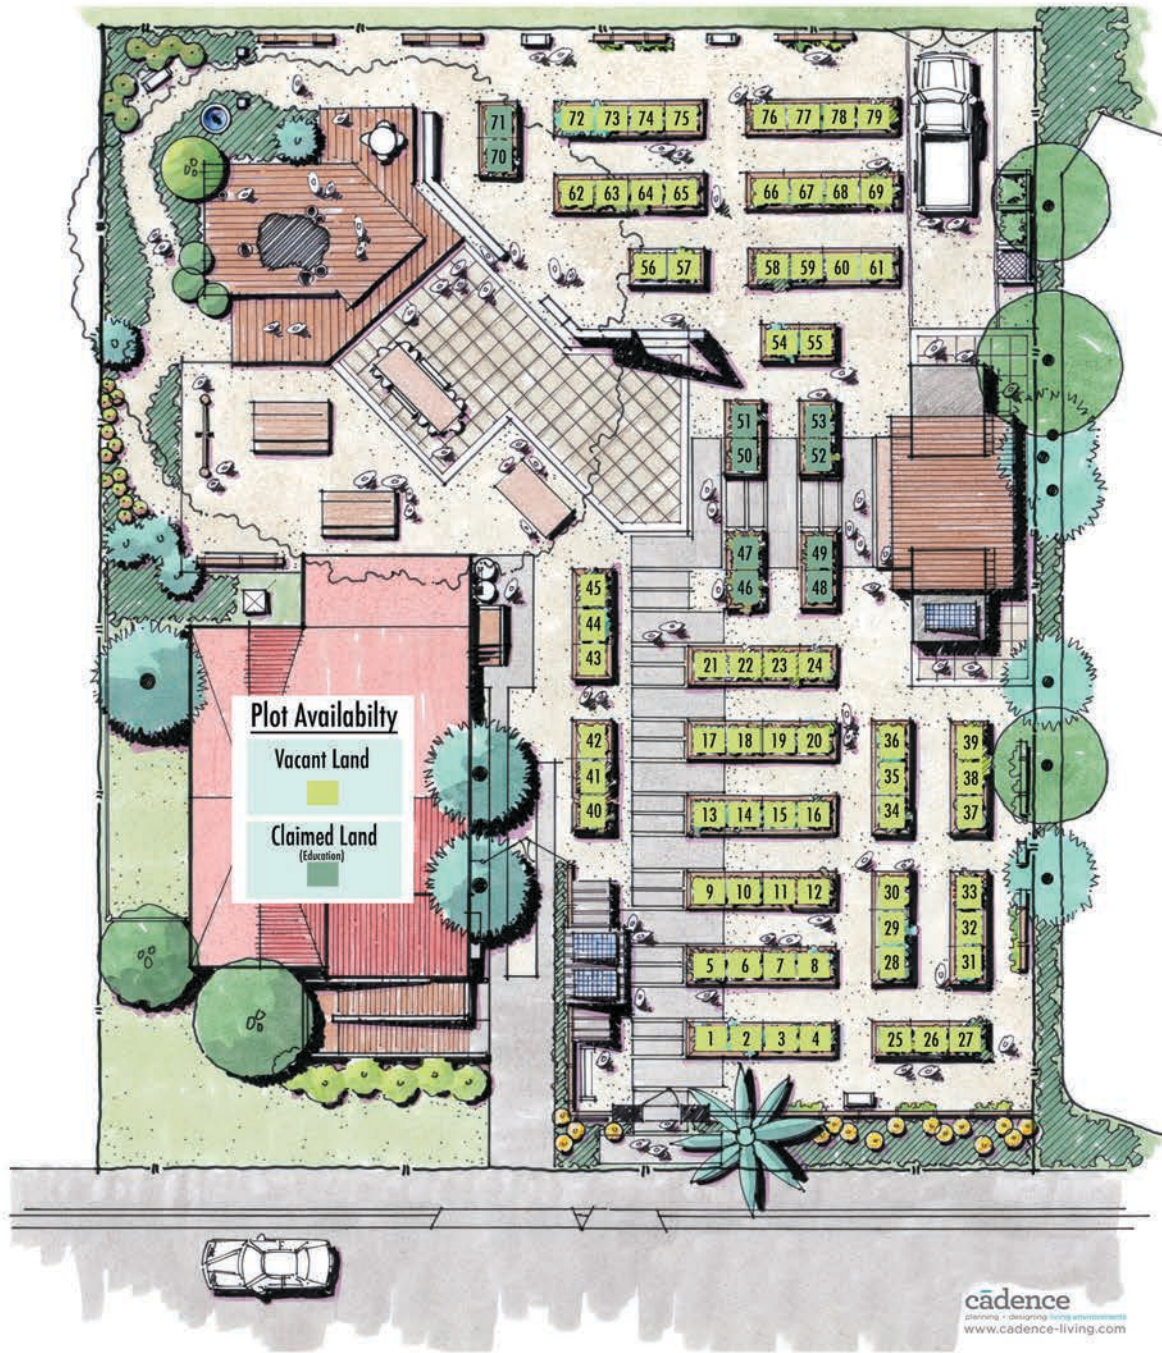 71
70
72 73 74 75
76 77 78 79
62 63 64 65
66 67 68 69
56 57
58 59 60 61
54 55
51
50
53
52
47
46
49
48
45
44
43
21 22 23 24
42
41
40
17 18 19 20
36
35
34
39
38
37
13 14 15 16
9 10 11 12
30
29
28
33
32
31
5 6 7 8
1 2 3 4
25 26 27
Plot Availabilty
Vacant Land
Claimed Land
(Education)
cādence
planning • designing living environments
www.cadence-living.com